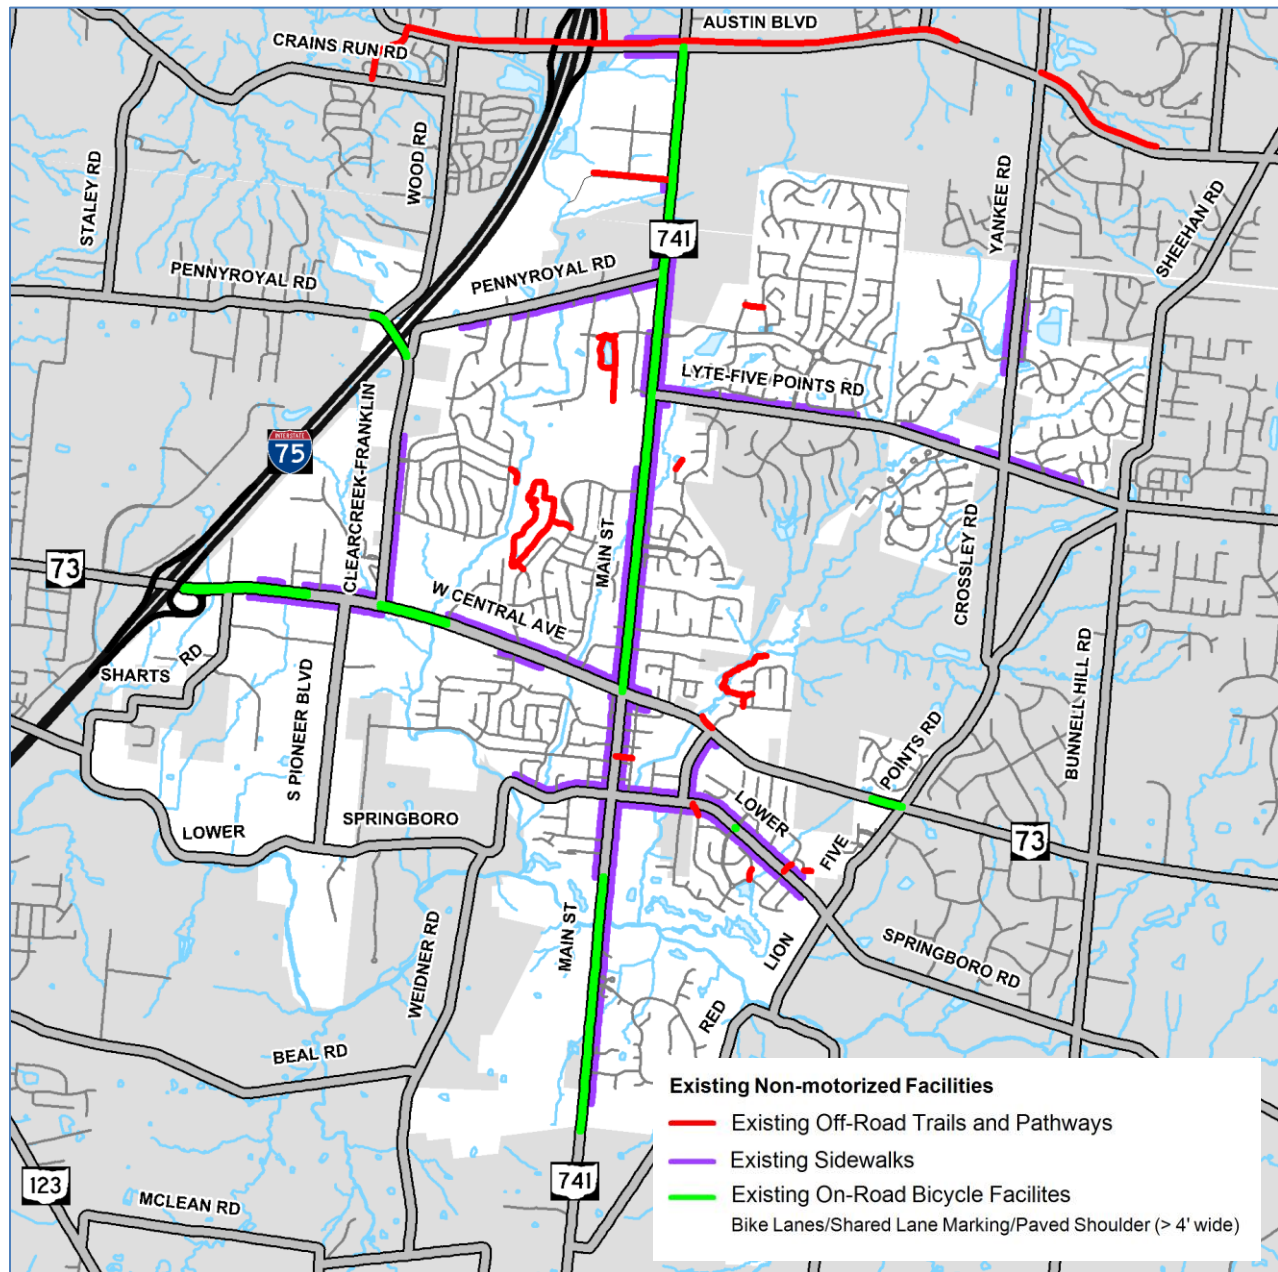 AUSTIN BLVD
CRAINS RUN RD
WOOD RD
STALEY RD
YANKEE RD
SHEEHAN RD
741
PENNYROYAL RD
PENNYROYAL RD
LYTE-FIVE POINTS RD
CLEARCREEK-FRANKLIN
INTERSTATE
75
MAIN ST
CROSSLEY RD
73
W CENTRAL AVE
SHARTS RD
S PIONEER BLVD
BUNNELL HILL RD
POINTS RD
LOWER
SPRINGBORO
LOWER
FIVE
73
WEIDNER RD
MAIN ST
LION
SPRINGBORO RD
RED
BEAL RD
123
MCLEAN RD
741
Existing Non-motorized Facilities
Existing Off-Road Trails and Pathways
Existing Sidewalks
Existing On-Road Bicycle Facilites
Bike Lanes/Shared Lane Marking/Paved Shoulder (> 4' wide)